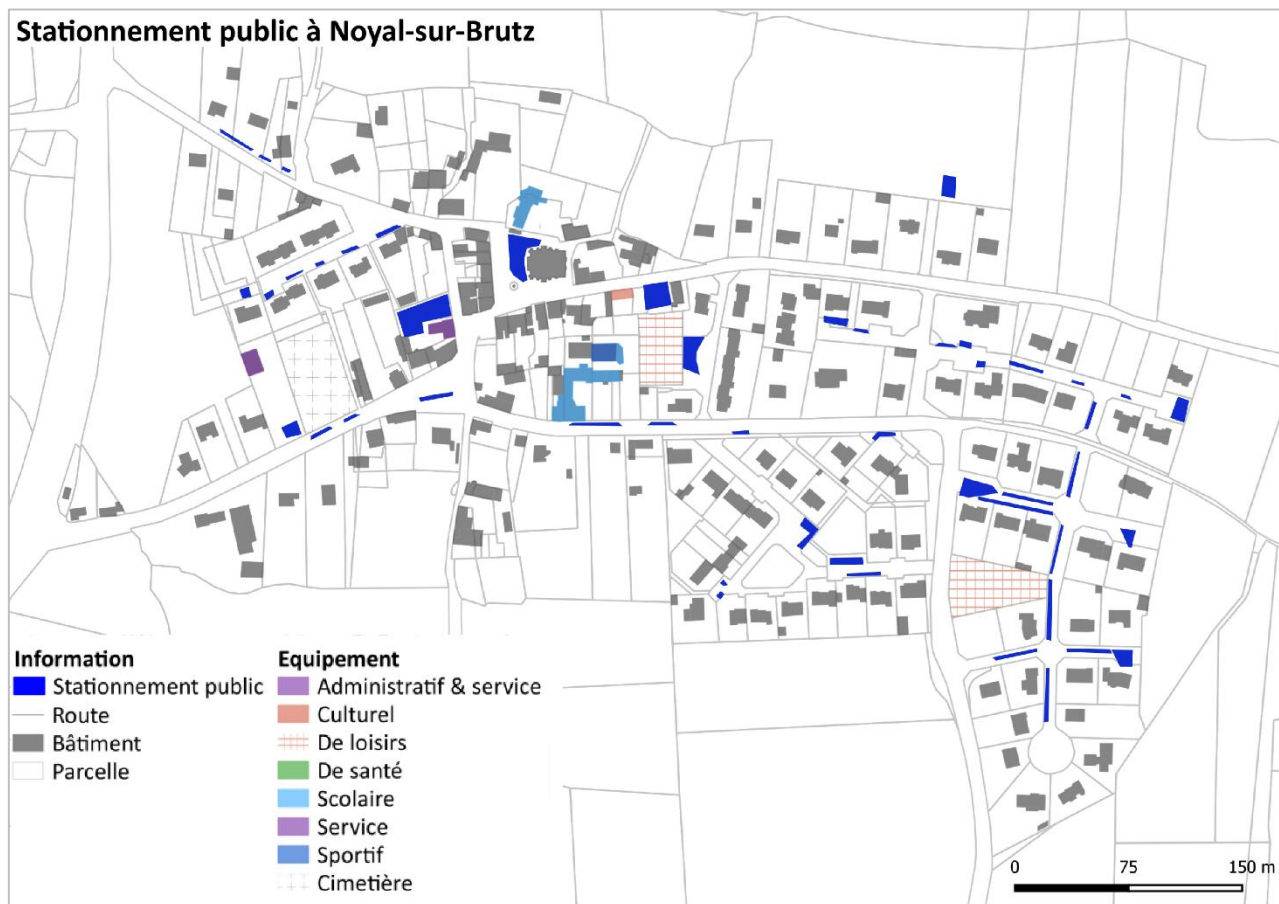 Stationnement public à Noyal-sur-Brutz
Information
Stationnement public
Route
Bâtiment
Parcelle
Equipement
Administratif & service
Culturel
De loisirs
De santé
Scolaire
Service
Sportif
Cimetière
0 75 150 m